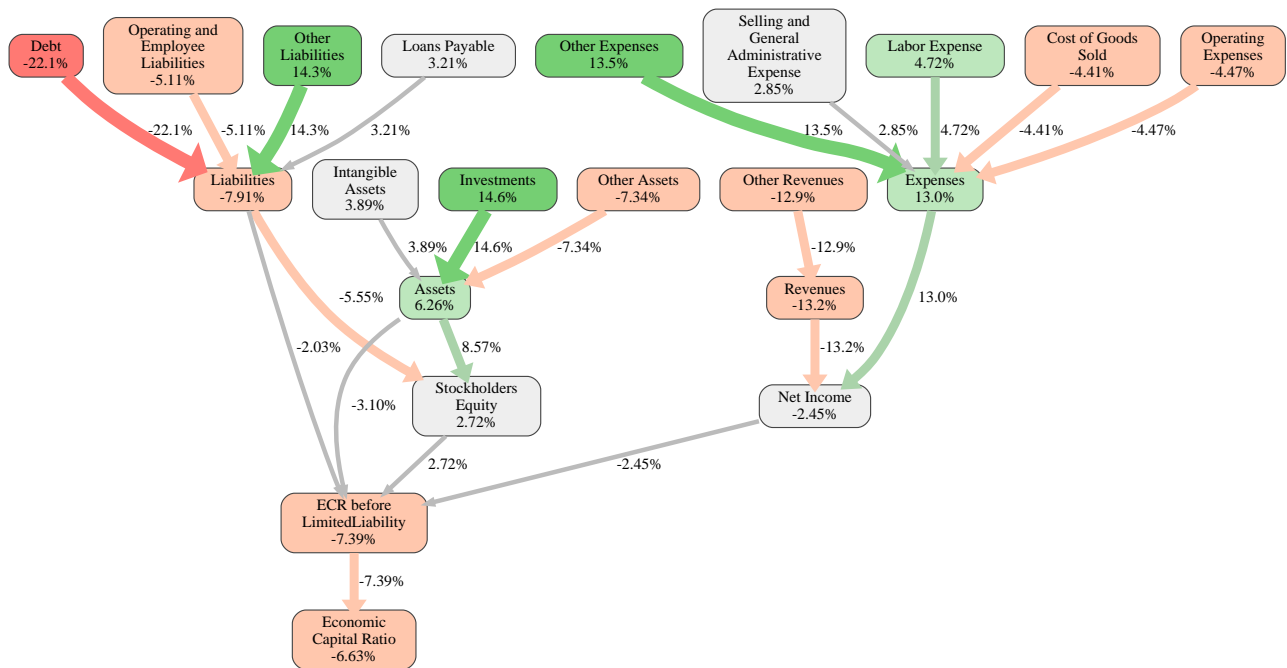 Debt
-22.1%
Operating and
Employee
Liabilities
-5.11%
Other
Liabilities
14.3%
Loans Payable
3.21%
Other Expenses
13.5%
Selling and
General
Administrative
Expense
2.85%
Labor Expense
4.72%
Cost of Goods
Sold
-4.41%
Operating
Expenses
-4.47%
-22.1%
-5.11%
14.3%
3.21%
13.5%
2.85%
4.72%
-4.41%
-4.47%
Liabilities
-7.91%
Intangible
Assets
3.89%
Investments
14.6%
Other Assets
-7.34%
Other Revenues
-12.9%
Expenses
13.0%
3.89%
14.6%
-7.34%
-12.9%
-5.55%
Assets
6.26%
Revenues
-13.2%
13.0%
-2.03%
8.57%
-13.2%
-3.10%
Stockholders
Equity
2.72%
Net Income
-2.45%
2.72%
-2.45%
ECR before
LimitedLiability
-7.39%
-7.39%
Economic
Capital Ratio
-6.63%